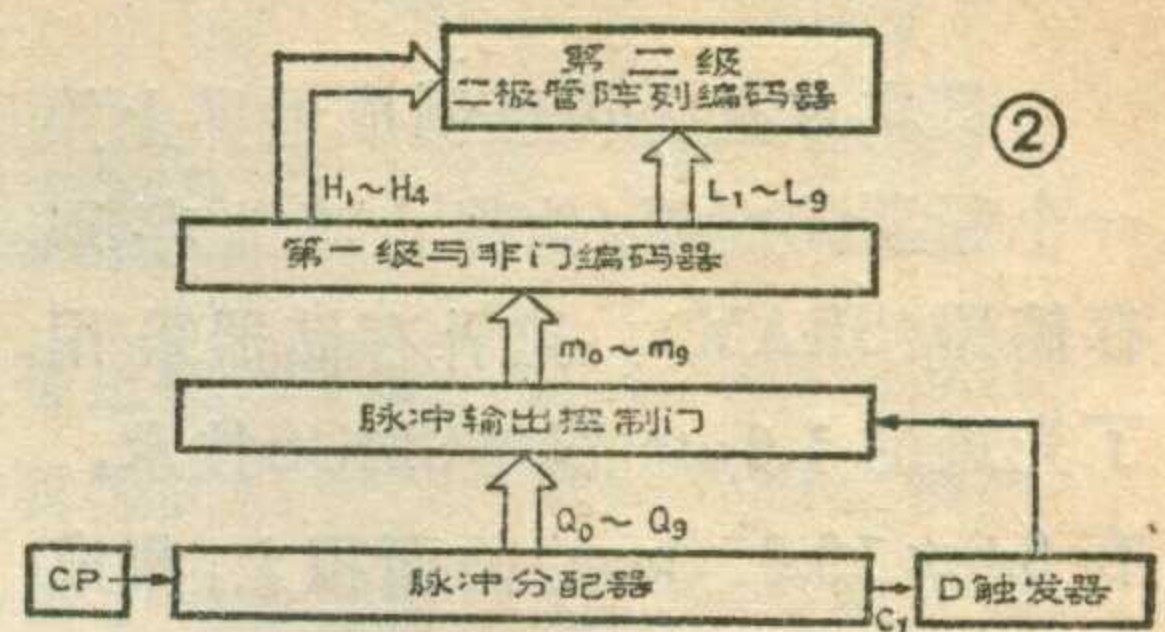 第二级
二极管阵列编码器
②
H₁～H₄
L₁～L₉
第一级与非门编码器
m₀～m₉
脉冲输出控制门
Q₀～Q₉
CP
脉冲分配器
D触发器
Cγ